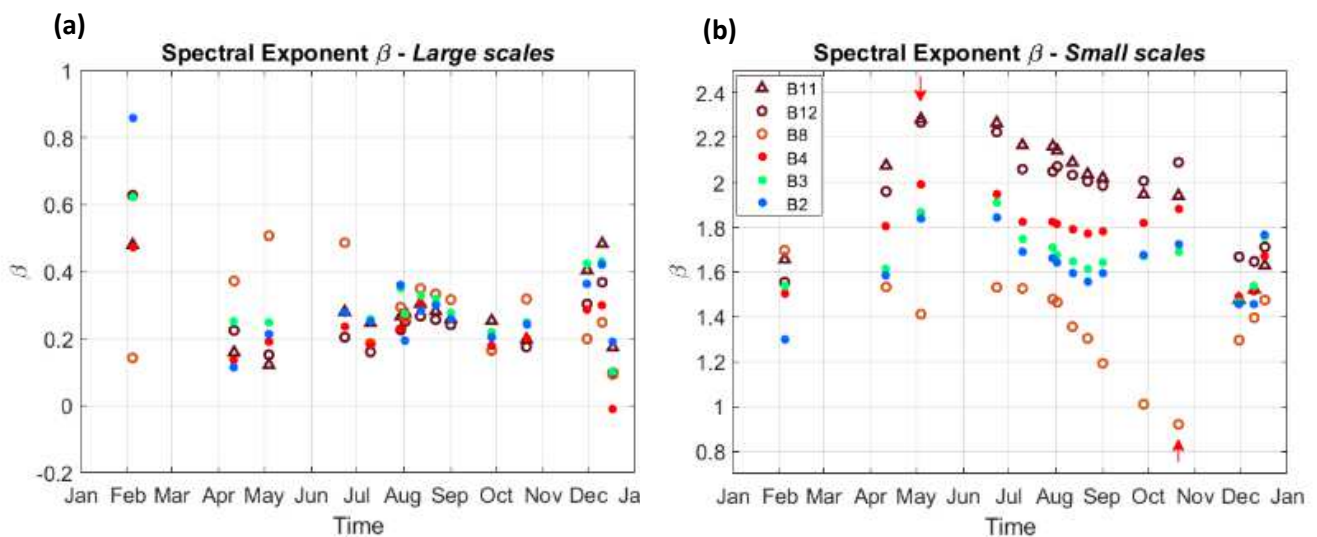 (a)
Spectral Exponent β - Large scales
1
0.8
0.6
0.4
0.2
0
-0.2
β
Jan Feb Mar Apr May Jun Jul Aug Sep Oct Nov Dec Ja
Time
(b)
Spectral Exponent β - Small scales
B11
B12
B8
B4
B3
B2
2.4
2.2
2
1.8
1.6
1.4
1.2
1
0.8
β
Jan Feb Mar Apr May Jun Jul Aug Sep Oct Nov Dec Jan
Time